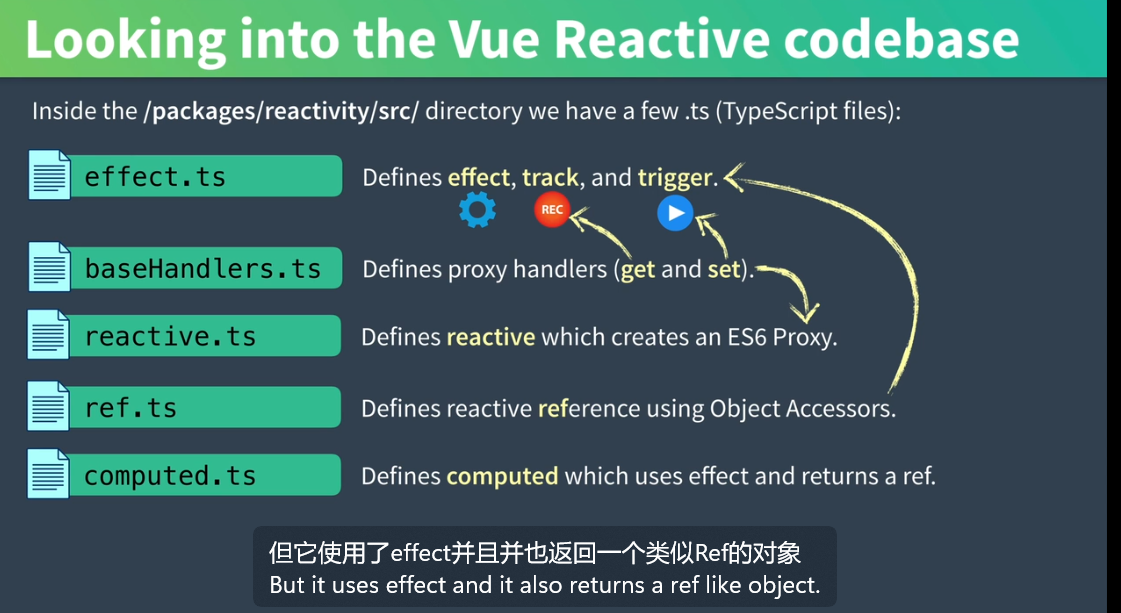 Looking into the Vue Reactive codebase
Inside the /packages/reactivity/src/ directory we have a few .ts (TypeScript files):
effect.ts Defines effect, track, and trigger.
REC
baseHandlers.ts Defines proxy handlers (get and set).
reactive.ts Defines reactive which creates an ES6 Proxy.
ref.ts Defines reactive reference using Object Accessors.
computed.ts Defines computed which uses effect and returns a ref.
但它使用了effect并且并也返回一个类似Ref的对象
But it uses effect and it also returns a ref like object.